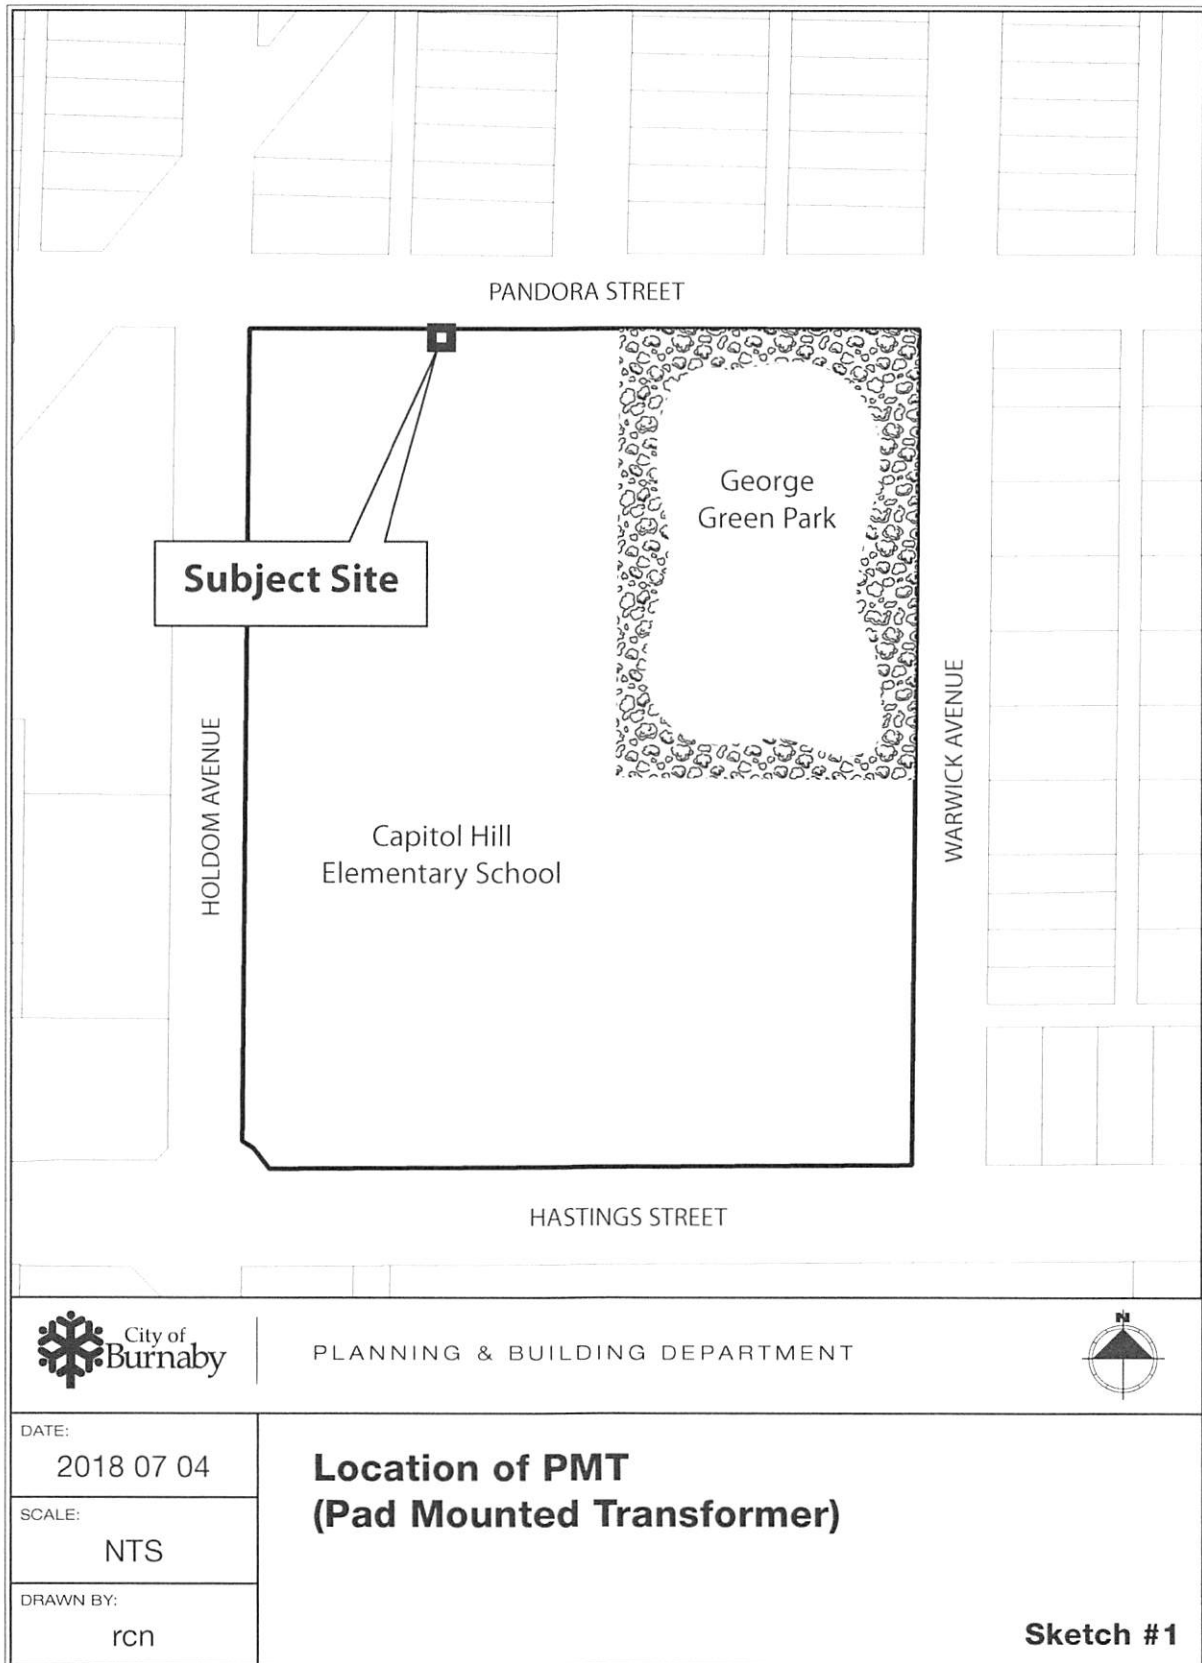 PANDORA STREET
George
Green Park
Subject Site
HOLDOM AVENUE
WARWICK AVENUE
Capitol Hill
Elementary School
HASTINGS STREET
City of
Burnaby
PLANNING & BUILDING DEPARTMENT
N
DATE:
2018 07 04
SCALE:
NTS
DRAWN BY:
rcn
Location of PMT
(Pad Mounted Transformer)
Sketch #1